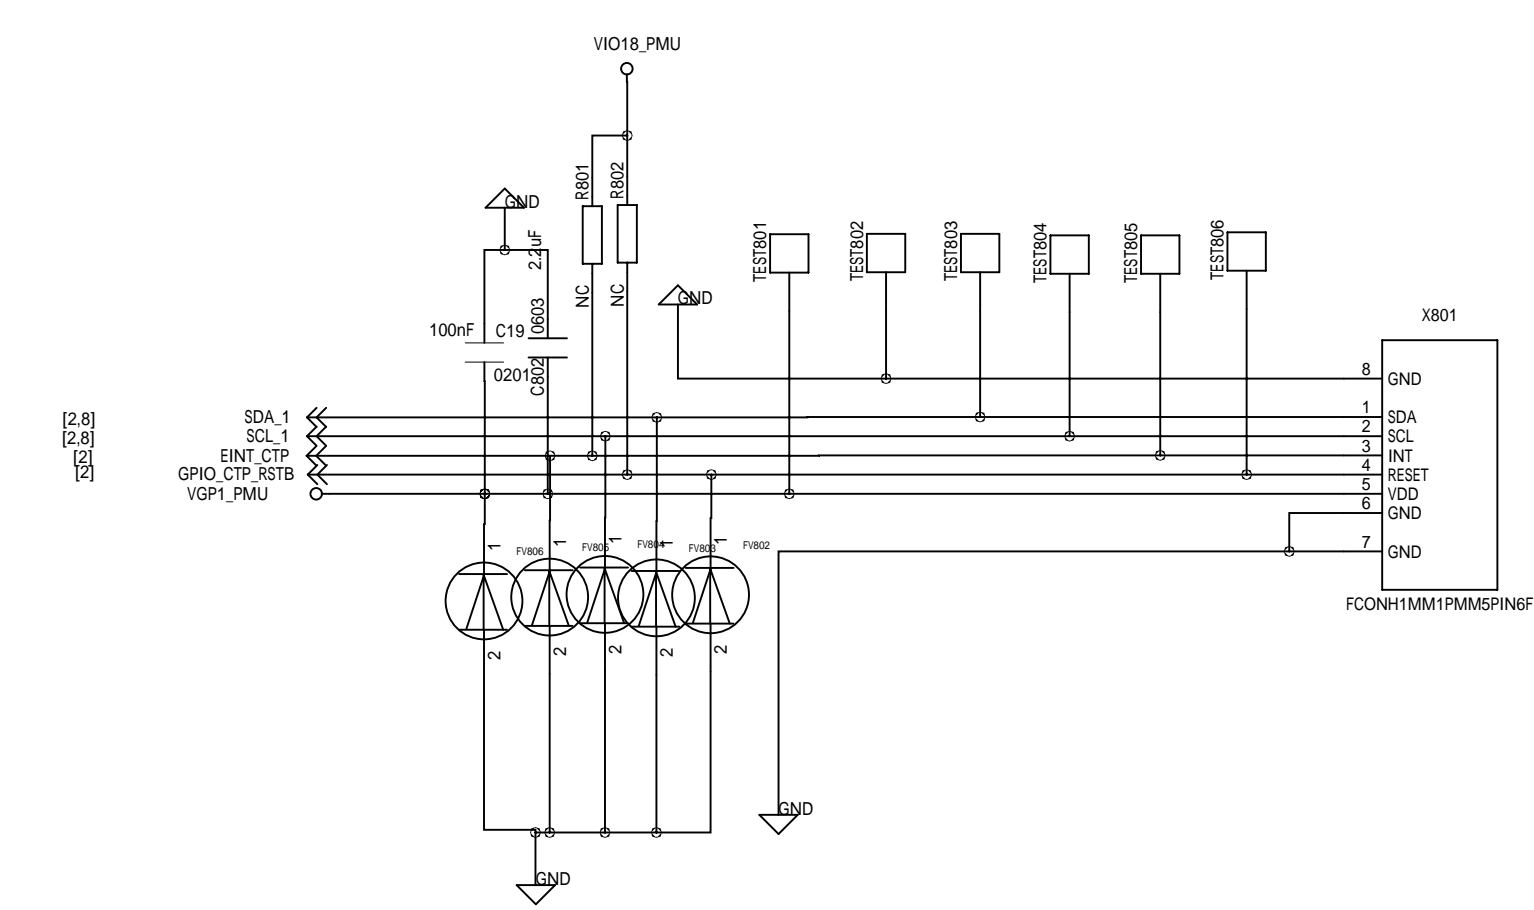 VIO18_PMU
R801
R802
GND
2.2uF
TEST801
TEST802
TEST803
TEST804
TEST805
TEST806
NC
NC
GND
0603
X801
100nF
C19
0201
C802
8
GND
[2,8]
SDA_1
1
SDA
[2,8]
SCL_1
2
SCL
[2]
EINT_CTP
3
INT
[2]
GPIO_CTP_RSTB
4
RESET
VGP1_PMU
5
VDD
6
GND
7
GND
1
FV806
1
FV805
1
FV804
1
FV803
1
FV802
FCONH1MM1PMM5PIN6F
2
2
2
2
2
GND
GND